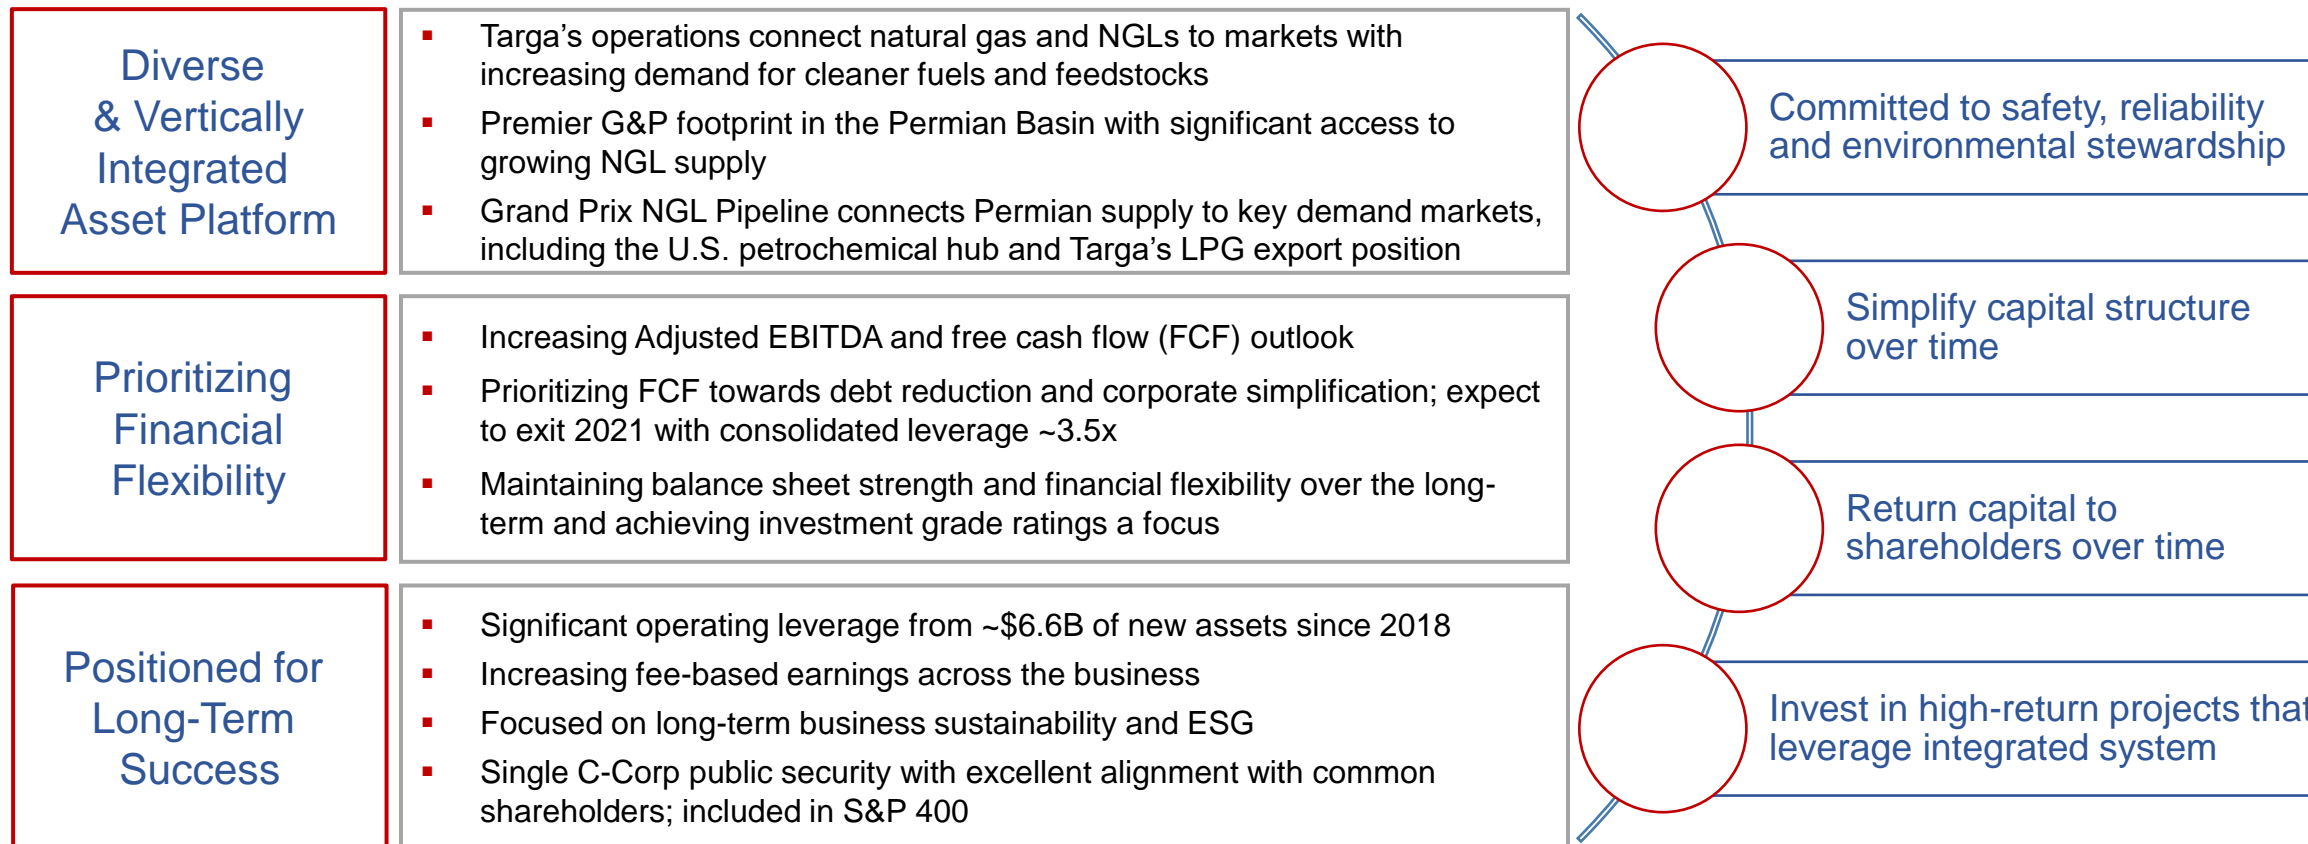 Diverse
& Vertically
Integrated
Asset Platform
▪ Targa’s operations connect natural gas and NGLs to markets with
increasing demand for cleaner fuels and feedstocks
▪ Premier G&P footprint in the Permian Basin with significant access to
growing NGL supply
▪ Grand Prix NGL Pipeline connects Permian supply to key demand markets,
including the U.S. petrochemical hub and Targa’s LPG export position
Prioritizing
Financial
Flexibility
▪ Increasing Adjusted EBITDA and free cash flow (FCF) outlook
▪ Prioritizing FCF towards debt reduction and corporate simplification; expect
to exit 2021 with consolidated leverage ~3.5x
▪ Maintaining balance sheet strength and financial flexibility over the long-
term and achieving investment grade ratings a focus
Positioned for
Long-Term
Success
▪ Significant operating leverage from ~$6.6B of new assets since 2018
▪ Increasing fee-based earnings across the business
▪ Focused on long-term business sustainability and ESG
▪ Single C-Corp public security with excellent alignment with common
shareholders; included in S&P 400
Committed to safety, reliability
and environmental stewardship
Simplify capital structure
over time
Return capital to
shareholders over time
Invest in high-return projects that
leverage integrated system